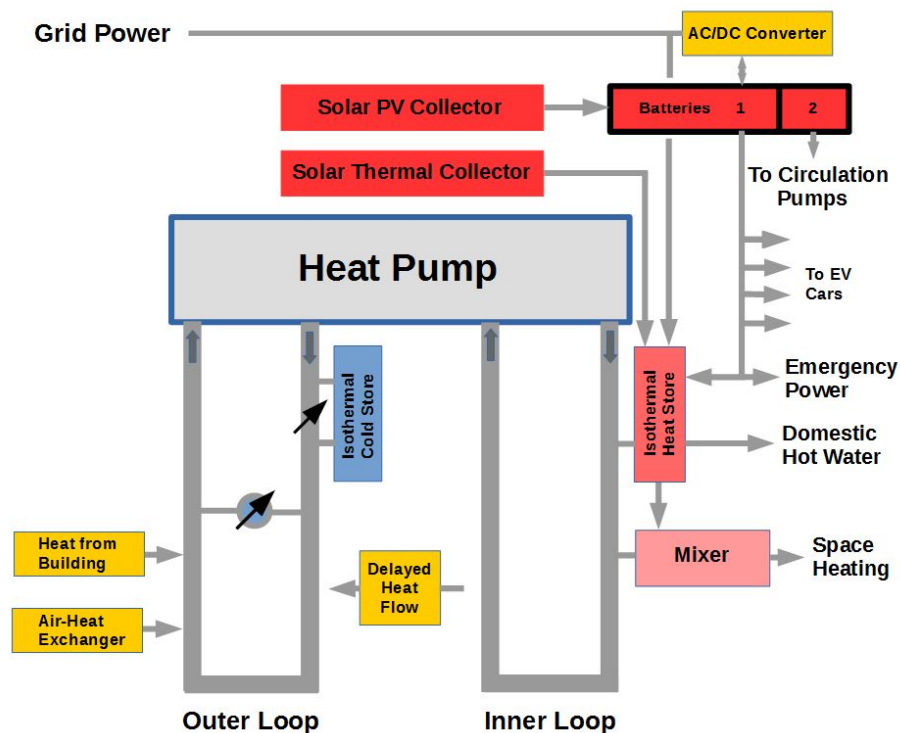 Grid Power
AC/DC Converter
Solar PV Collector
Batteries 1 2
Solar Thermal Collector
To Circulation
Pumps
Heat Pump
To EV
Cars
Isothermal
Cold Store
Isothermal
Heat Store
Emergency
Power
Domestic
Hot Water
Heat from
Building
Delayed
Heat
Flow
Mixer
Space
Heating
Air-Heat
Exchanger
Outer Loop
Inner Loop